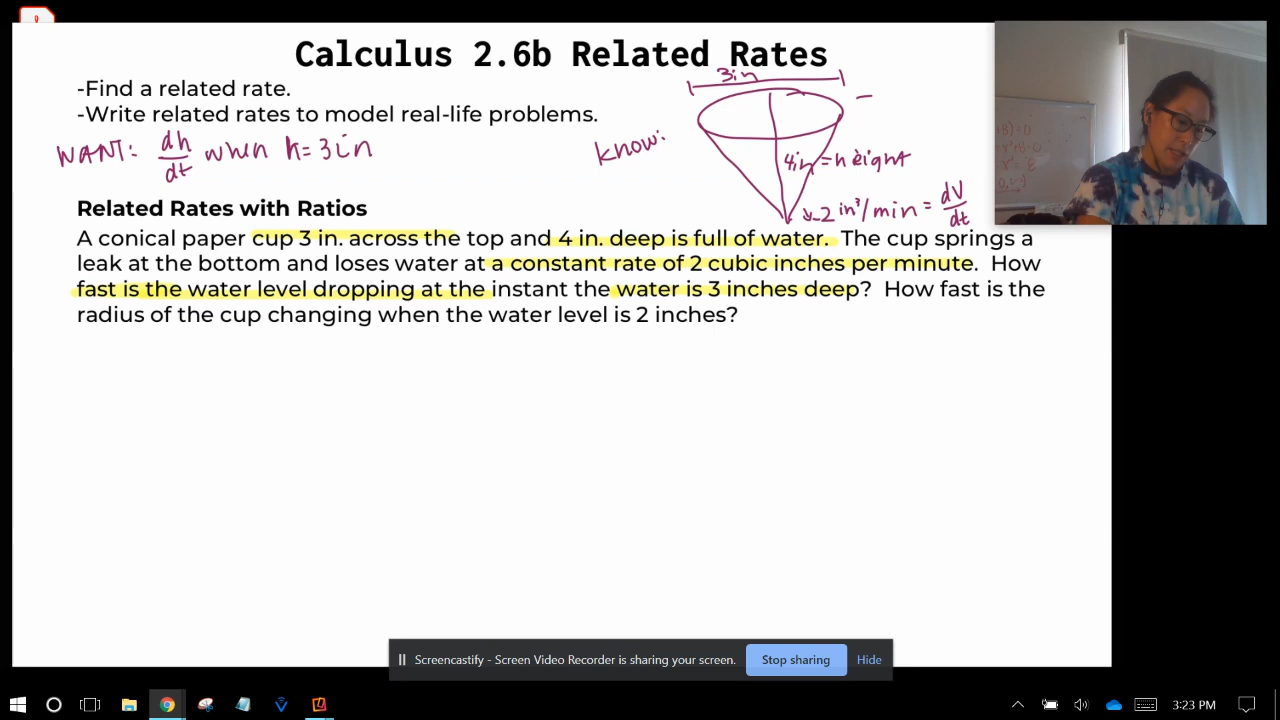 Calculus 2.6b Related Rates
-Find a related rate.
-Write related rates to model real-life problems.
WANT: dh/dt when h=3in
know:
3in
4in = height
-2 in³/min = dV/dt
Related Rates with Ratios
A conical paper cup 3 in. across the top and 4 in. deep is full of water. The cup springs a
leak at the bottom and loses water at a constant rate of 2 cubic inches per minute. How
fast is the water level dropping at the instant the water is 3 inches deep? How fast is the
radius of the cup changing when the water level is 2 inches?
Screencastify - Screen Video Recorder is sharing your screen.
Stop sharing
Hide
3:23 PM